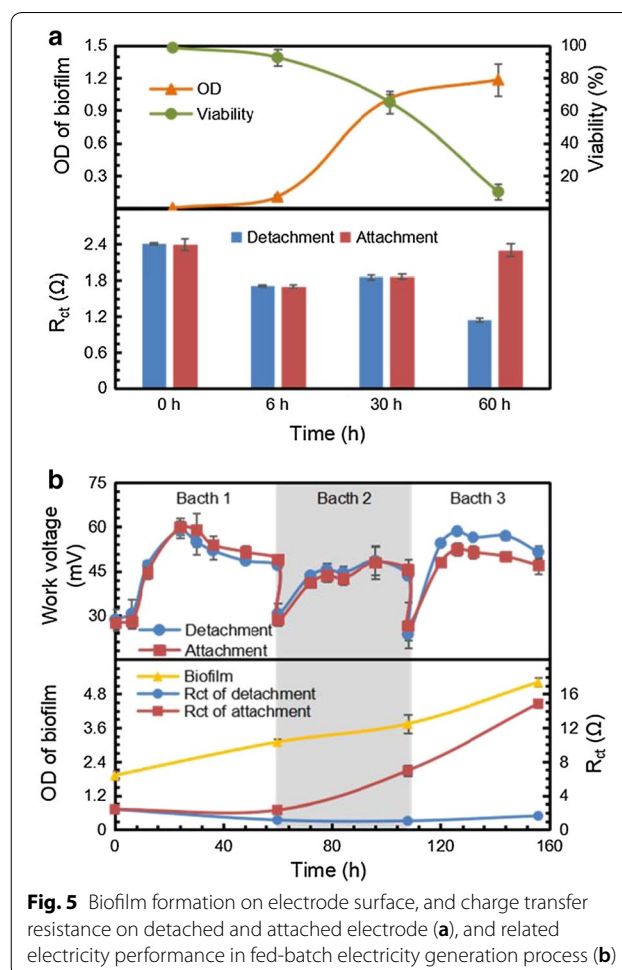 a
1.5 100
1.2 80
0.9 60
0.6 40
0.3 20
OD of biofilm
Viability (%)
OD
Viability
2.4
1.8
1.2
0.6
0
Rct (Ω)
Detachment Attachment
0 h 6 h 30 h 60 h
Time (h)
b
75
60
45
30
Work voltage
(mV)
Bacth 1 Bacth 2 Bacth 3
Detachment
Attachment
4.8 16
3.6 12
2.4 8
1.2 4
0 0
OD of biofilm
Rct (Ω)
Biofilm
Rct of detachment
Rct of attachment
0 40 80 120 160
Time (h)
Fig. 5 Biofilm formation on electrode surface, and charge transfer
resistance on detached and attached electrode (a), and related
electricity performance in fed-batch electricity generation process (b)